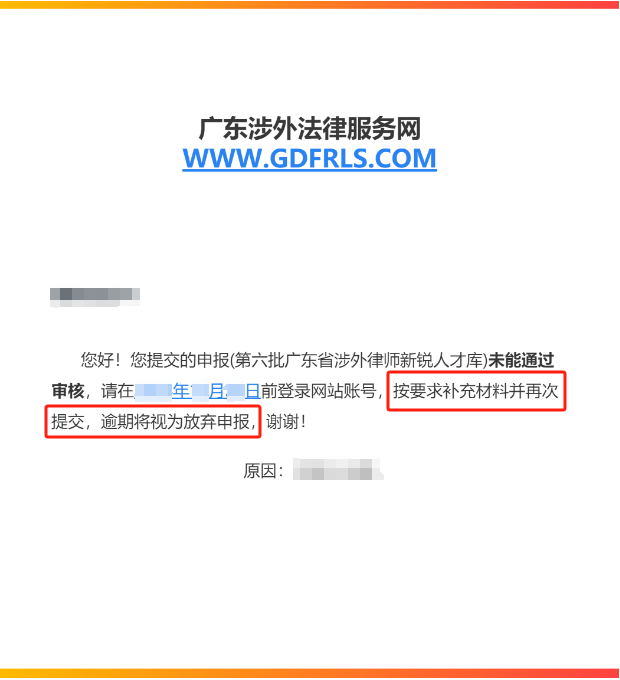 广东涉外法律服务网
WWW.GDFRLS.COM
您好！您提交的申报(第六批广东省涉外律师新锐人才库)未能通过
审核，请在年月日前登录网站账号，按要求补充材料并再次
提交，逾期将视为放弃申报，谢谢！
原因：